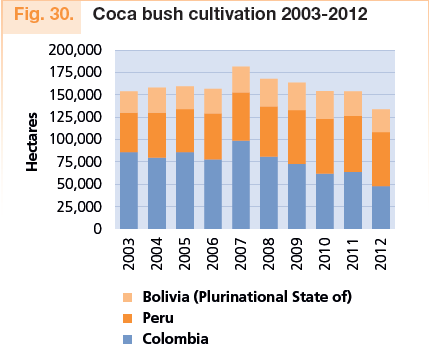 Fig. 30. Coca bush cultivation 2003-2012
200,000
175,000
150,000
125,000
100,000
75,000
50,000
25,000
0
Hectares
2003 2004 2005 2006 2007 2008 2009 2010 2011 2012
Bolivia (Plurinational State of)
Peru
Colombia